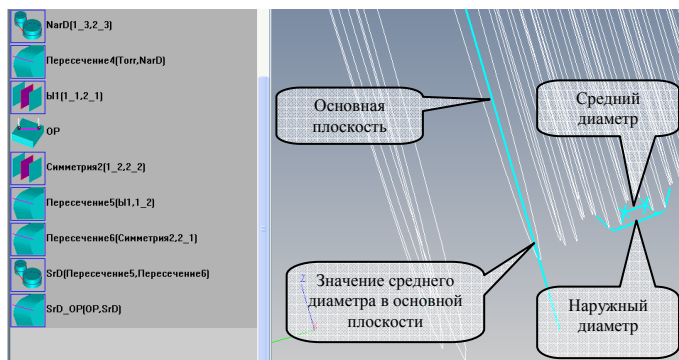 NarD(1_3,2_3)
Пересечение4(Torr,NarD)
Ы1(1_1,2_1)
OP
Симметрия2(1_2,2_2)
Пересечение5(Ы1,1_2)
Пересечение6(Симметрия2,2_1)
SrD(Пересечение5,Пересечение6)
SrD_OP(OP,SrD)
Основная
плоскость
Средний
диаметр
Значение среднего
диаметра в основной
плоскости
Наружный
диаметр
Z